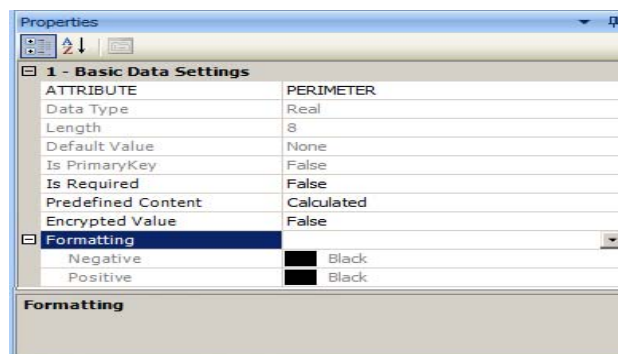 Properties
1 - Basic Data Settings
ATTRIBUTE PERIMETER
Data Type Real
Length 8
Default Value None
Is PrimaryKey False
Is Required False
Predefined Content Calculated
Encrypted Value False
Formatting
Negative Black
Positive Black
Formatting